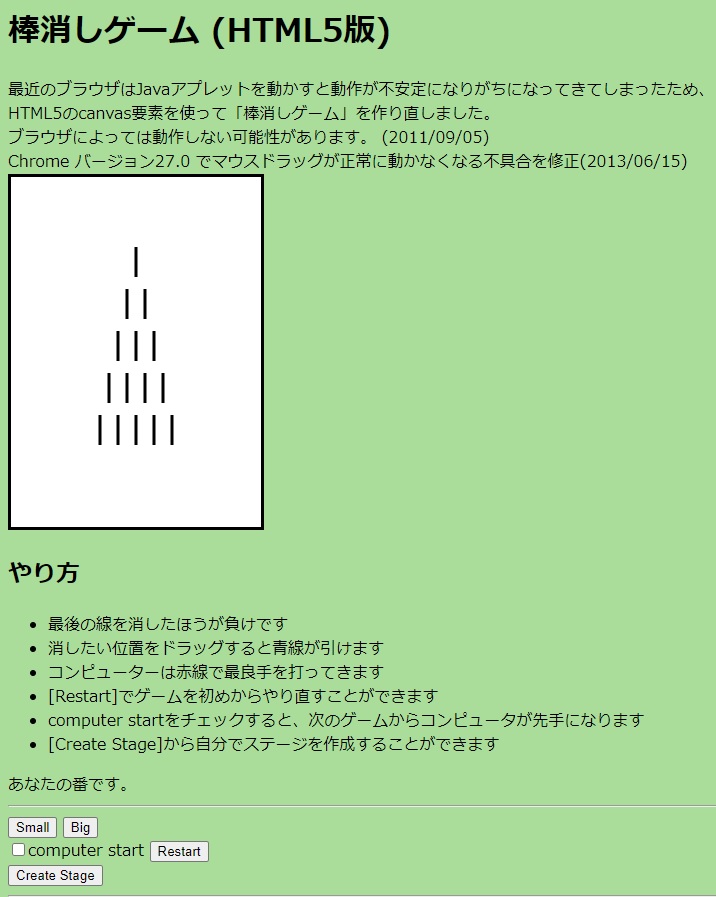 棒消しゲーム (HTML5版)
最近のブラウザはJavaアプレットを動かすと動作が不安定になりがちになってきてしまったため、
HTML5のcanvas要素を使って「棒消しゲーム」を作り直しました。
ブラウザによっては動作しない可能性があります。 (2011/09/05)
Chrome バージョン27.0 でマウスドラッグが正常に動かなくなる不具合を修正(2013/06/15)
やり方
• 最後の線を消したほうが負けです
• 消したい位置をドラッグすると青線が引けます
• コンピューターは赤線で最良手を打ってきます
• [Restart]でゲームを初めからやり直すことができます
• computer startをチェックすると、次のゲームからコンピュータが先手になります
• [Create Stage]から自分でステージを作成することができます
あなたの番です。
Small Big
computer start Restart
Create Stage